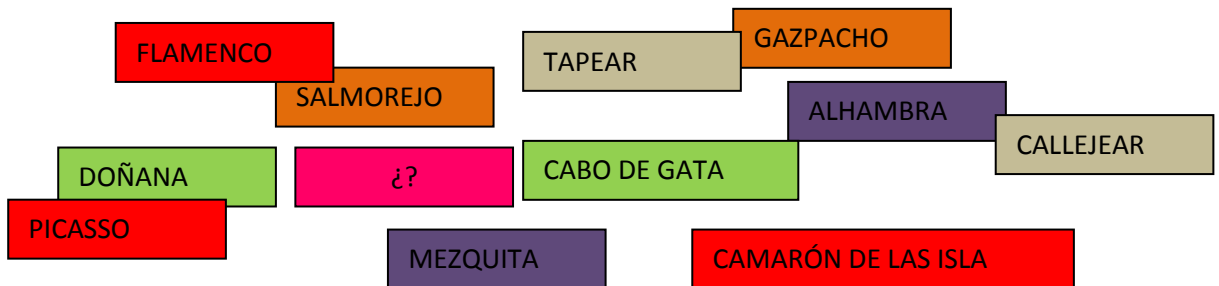 GAZPACHO
FLAMENCO
TAPEAR
SALMOREJO
ALHAMBRA
CALLEJEAR
DOÑANA
¿?
CABO DE GATA
PICASSO
MEZQUITA
CAMARÓN DE LAS ISLA